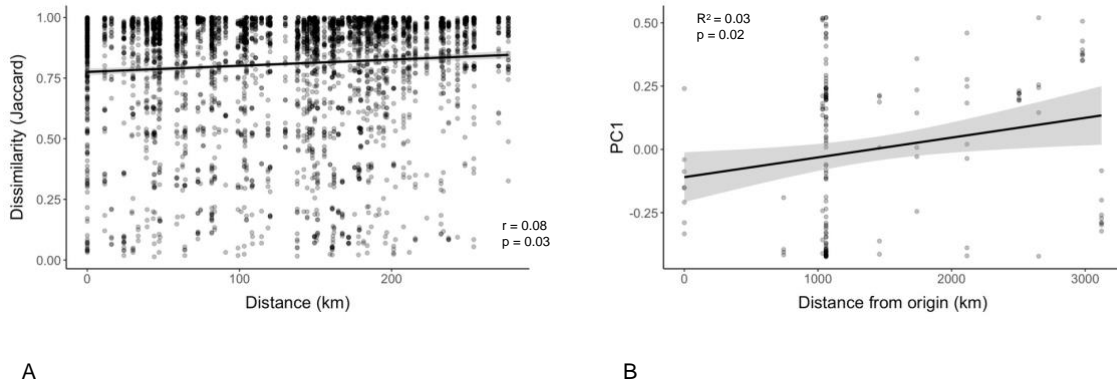 1.00
0.75
0.50
0.25
0.00
Dissimilarity (Jaccard)
r = 0.08
p = 0.03
0
100
200
Distance (km)
A
0.50
0.25
0.00
-0.25
PC1
R² = 0.03
p = 0.02
0
1000
2000
3000
Distance from origin (km)
B